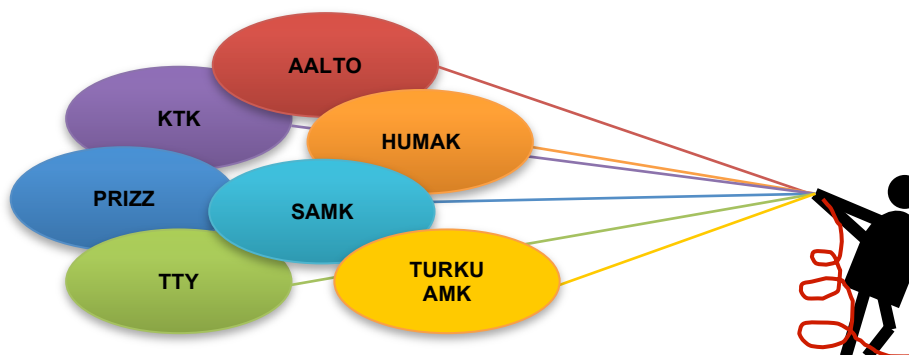 AALTO
KTK
HUMAK
PRIZZ
SAMK
TTY
TURKU
AMK